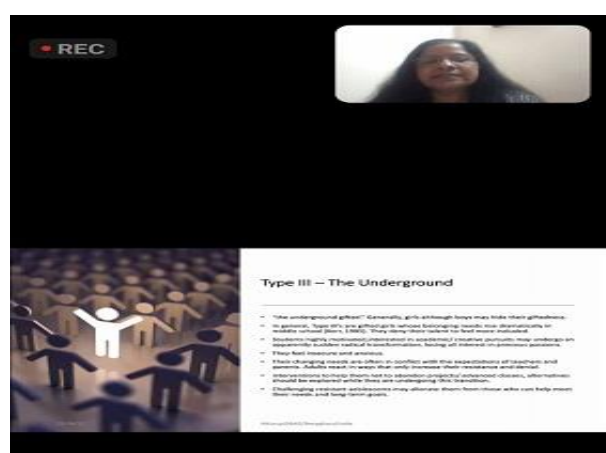 REC
Type III – The Underground
"the underground gifted" Generally, girls although boys may hide their giftedness.
In general, Type III's are gifted girls whose belonging needs rise dramatically in
middle school (Kerr, 1985). They deny their talent to feel more included
Students highly motivated/interested in academic/ creative pursuits may undergo an
apparently sudden radical transformation, losing all interest in previous passions.
They feel insecure and anxious.
Their changing needs are often in conflict with the expectations of teachers and
parents. Adults react in ways that only increase their resistance and denial.
Interventions to help them not to abandon projects/ advanced classes, alternatives
should be explored while they are undergoing this transition.
Challenging resistant adolescents may alienate them from those who can help meet
their needs and long-term goals.